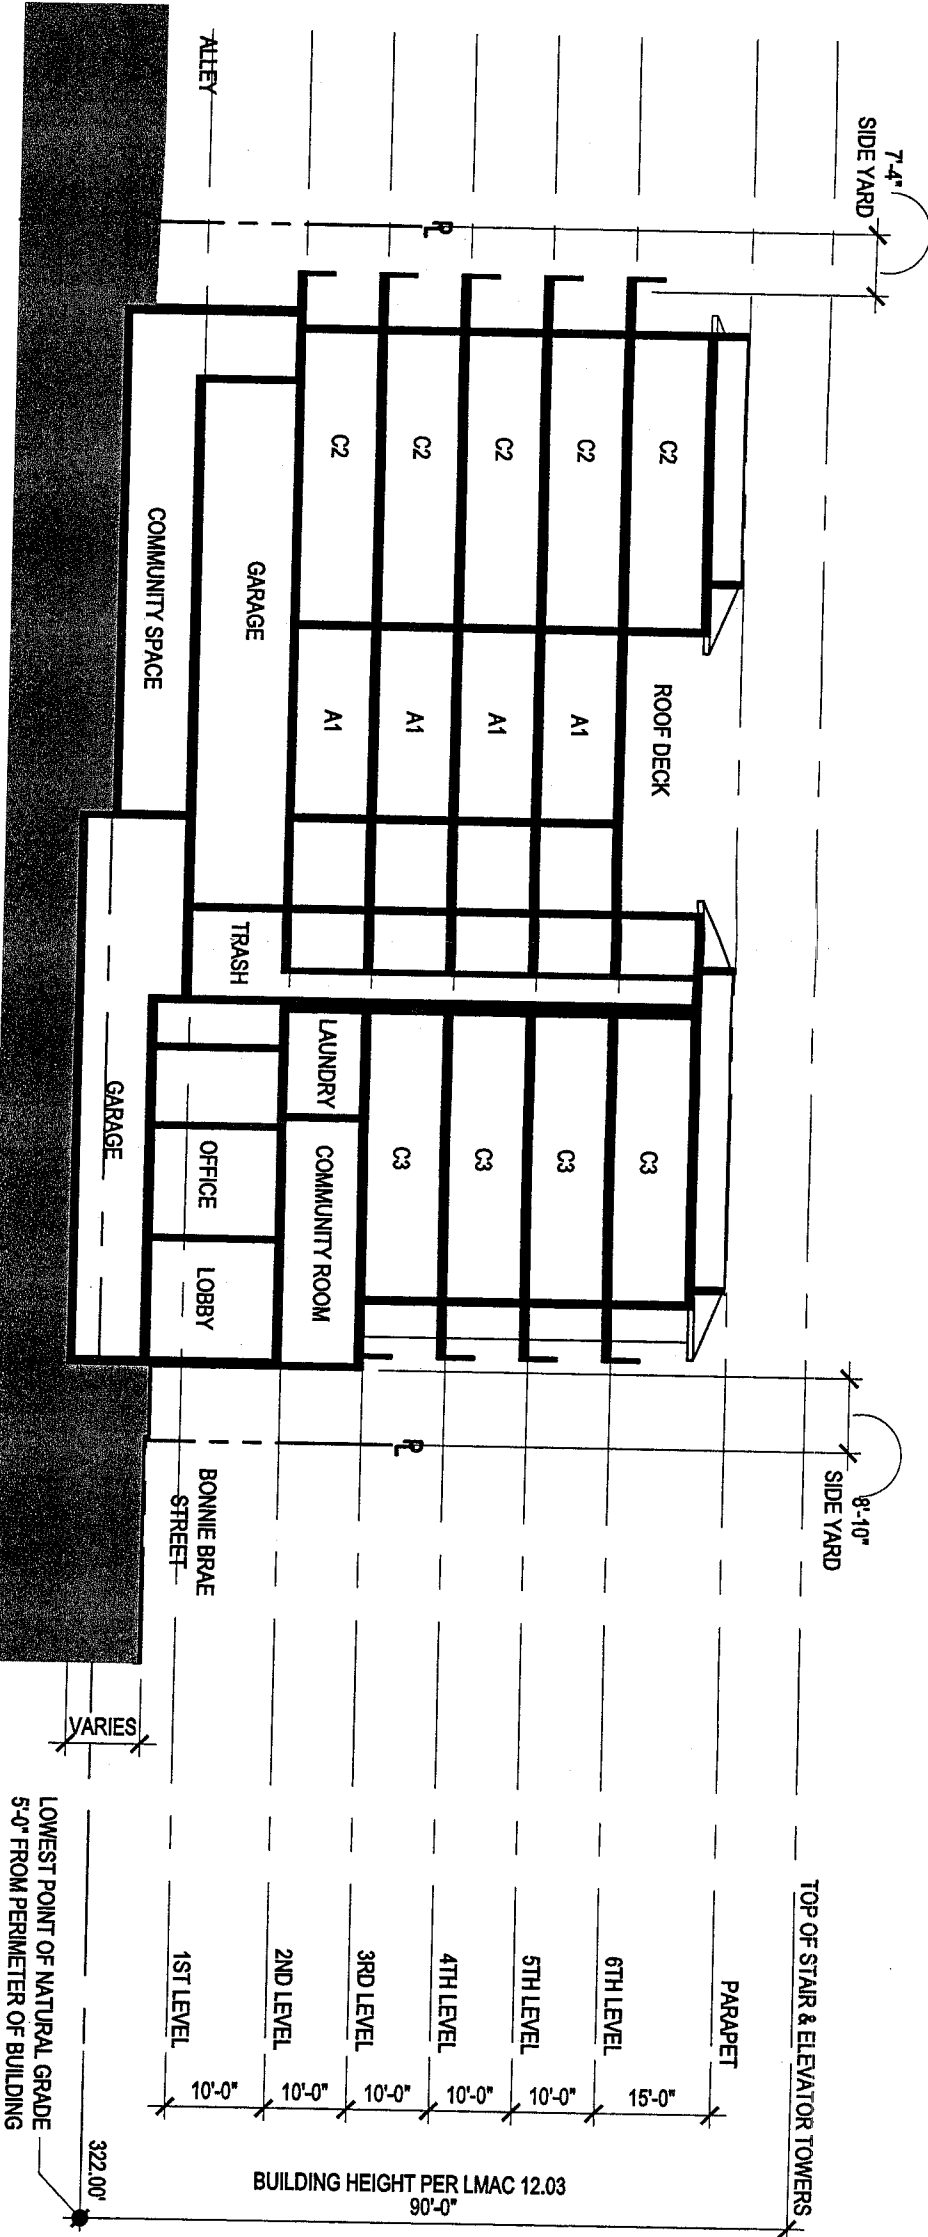 7'-4"
SIDE YARD
8'-10"
SIDE YARD
TOP OF STAIR & ELEVATOR TOWERS
PARAPET
15'-0"
C2
ROOF DECK
C3
6TH LEVEL
10'-0"
C2
A1
C3
5TH LEVEL
10'-0"
C2
A1
C3
4TH LEVEL
10'-0"
C2
A1
C3
3RD LEVEL
10'-0"
C2
A1
LAUNDRY
COMMUNITY ROOM
2ND LEVEL
10'-0"
ALLEY
GARAGE
TRASH
OFFICE
LOBBY
BONNIE BRAE
STREET
1ST LEVEL
COMMUNITY SPACE
GARAGE
VARIES
PL
PL
BUILDING HEIGHT PER LMAC 12.03
90'-0"
322.00'
LOWEST POINT OF NATURAL GRADE
5'-0" FROM PERIMETER OF BUILDING